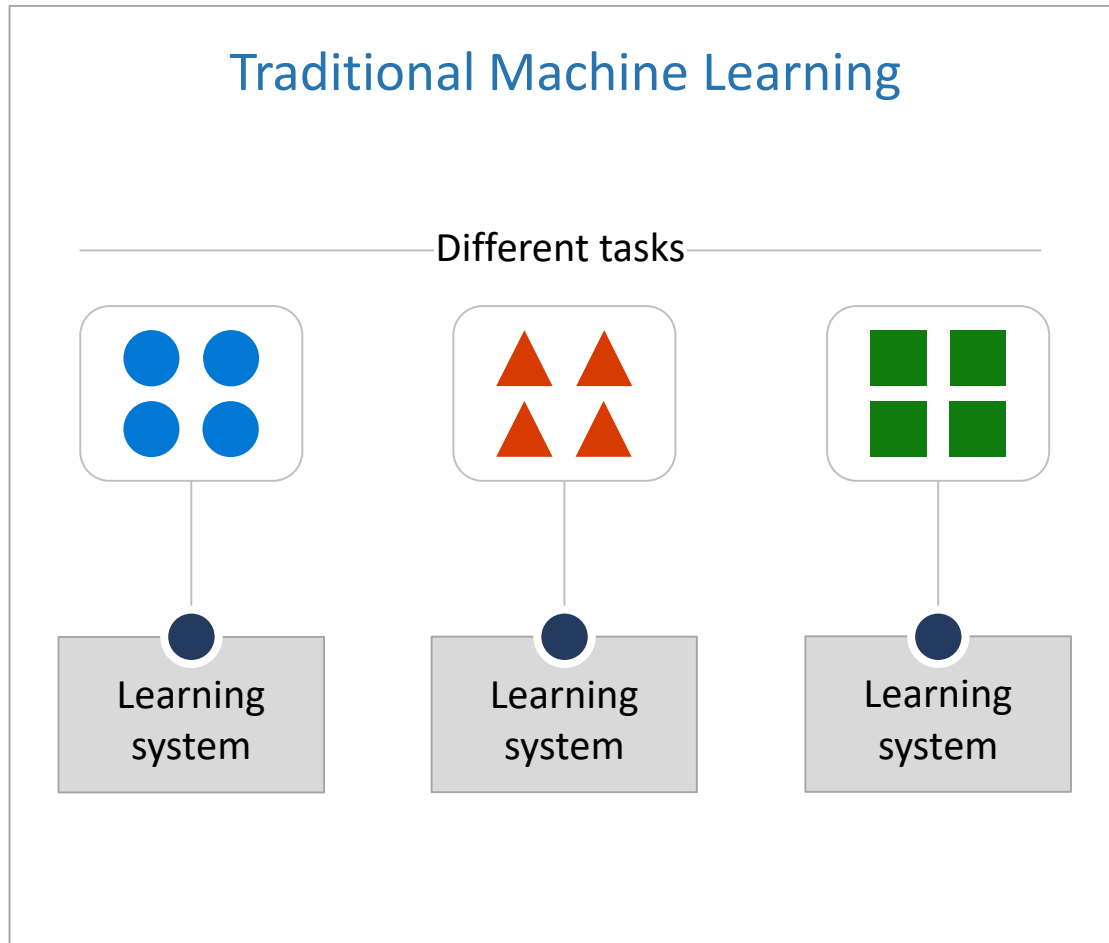 Traditional Machine Learning
Different tasks
Learning
system
Learning
system
Learning
system